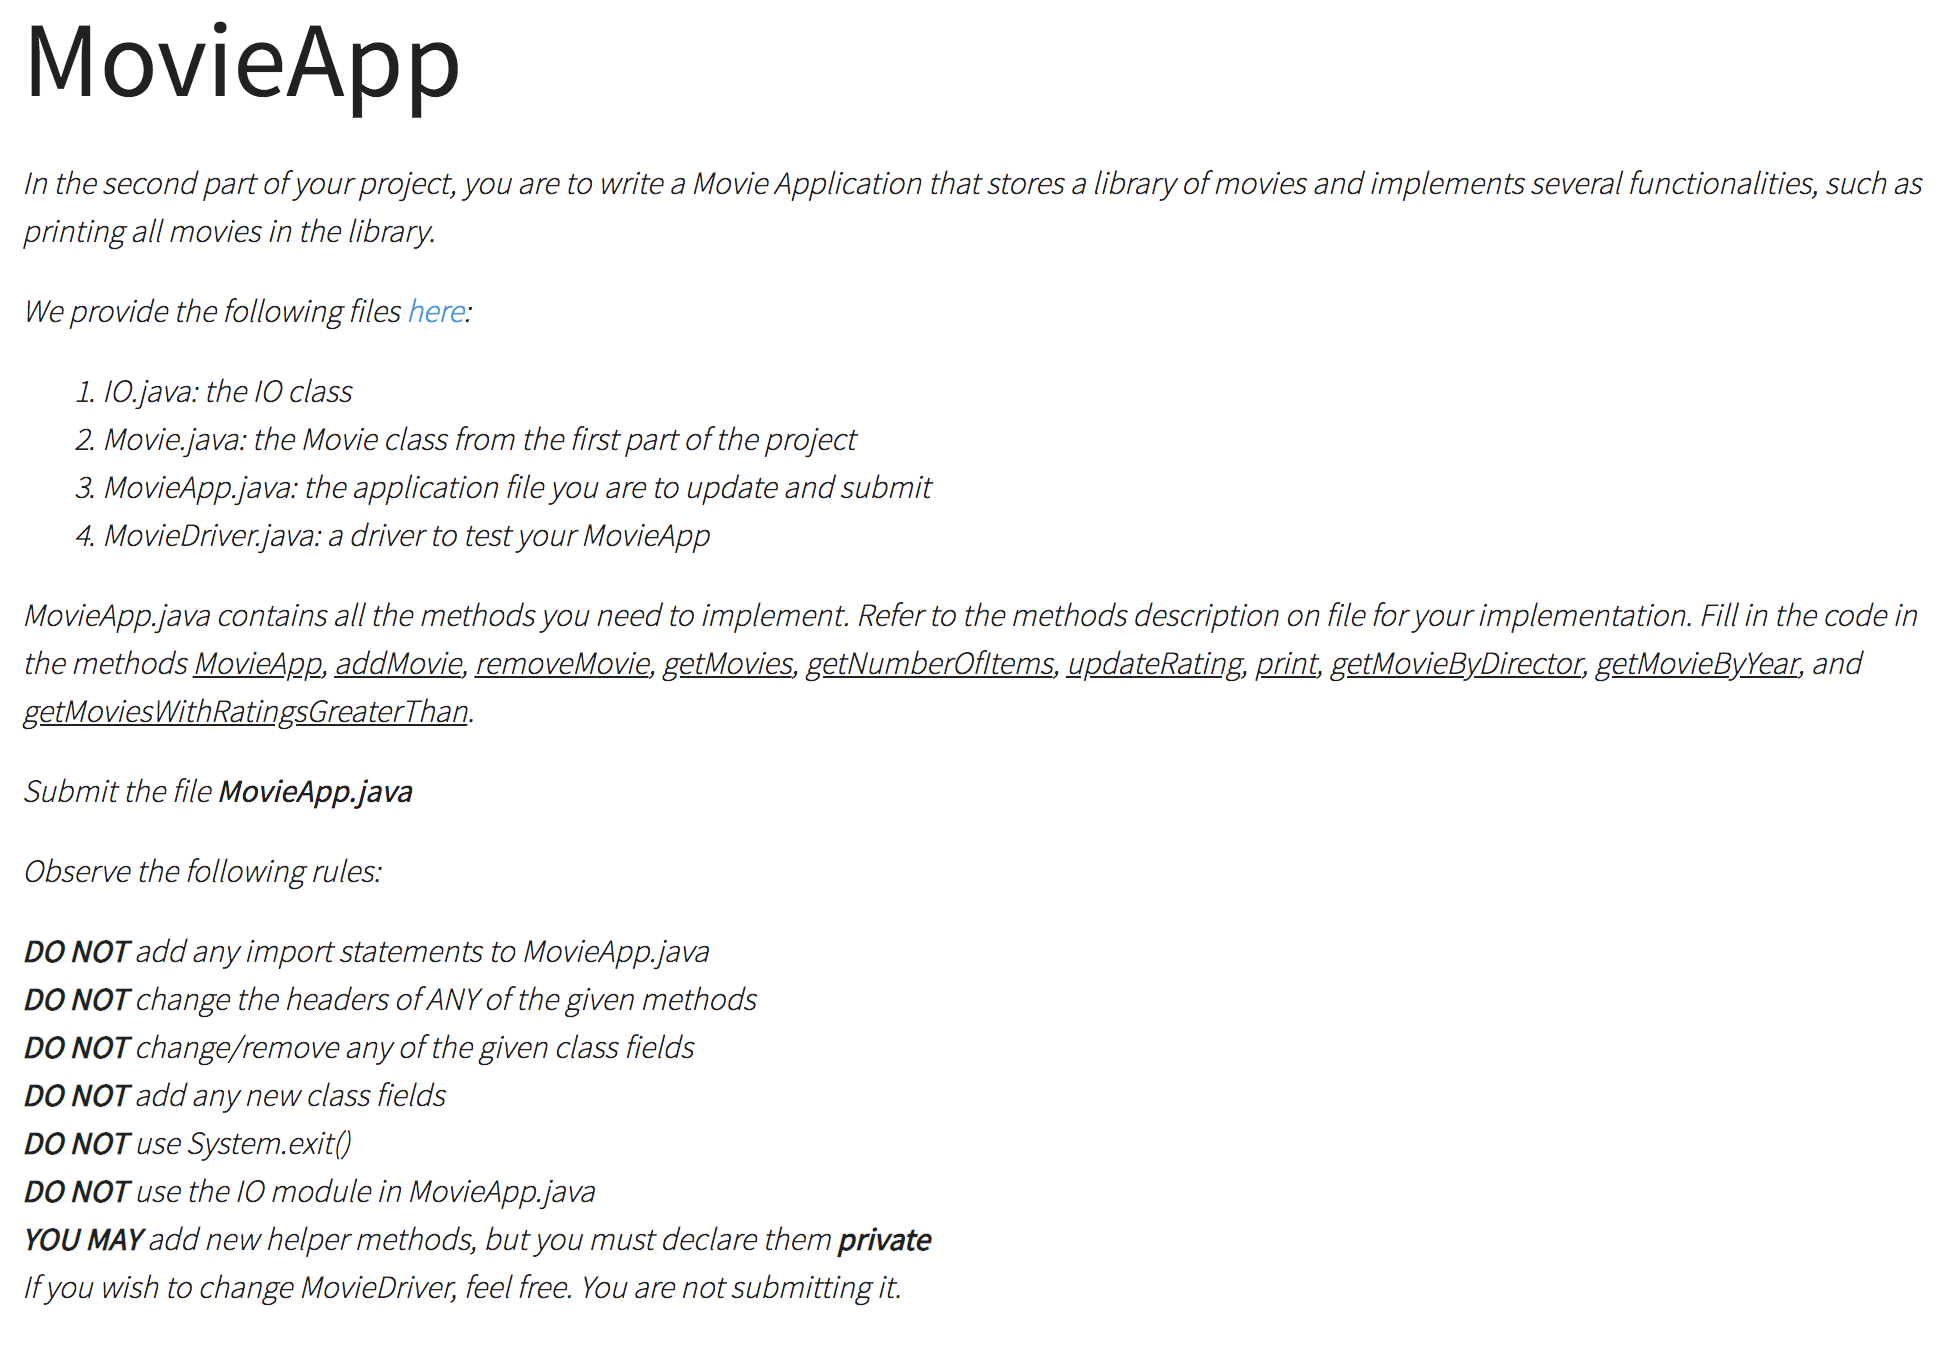 MovieApp
In the second part of your project, you are to write a Movie Application that stores a library of movies and implements several functionalities, such as
printing all movies in the library.
We provide the following files here:
1. IO.java: the IO class
2. Movie.java: the Movie class from the first part of the project
3. MovieApp.java: the application file you are to update and submit
4. MovieDriver.java: a driver to test your MovieApp
MovieApp.java contains all the methods you need to implement. Refer to the methods description on file for your implementation. Fill in the code in
the methods MovieApp, addMovie, removeMovie, getMovies, getNumberOfItems, updateRating, print, getMovieByDirector, getMovieByYear, and
getMoviesWithRatingsGreaterThan.
Submit the file MovieApp.java
Observe the following rules:
DO NOT add any import statements to MovieApp.java
DO NOT change the headers of ANY of the given methods
DO NOT change/remove any of the given class fields
DO NOT add any new class fields
DO NOT use System.exit()
DO NOT use the IO module in MovieApp.java
YOU MAY add new helper methods, but you must declare them private
If you wish to change MovieDriver, feel free. You are not submitting it.